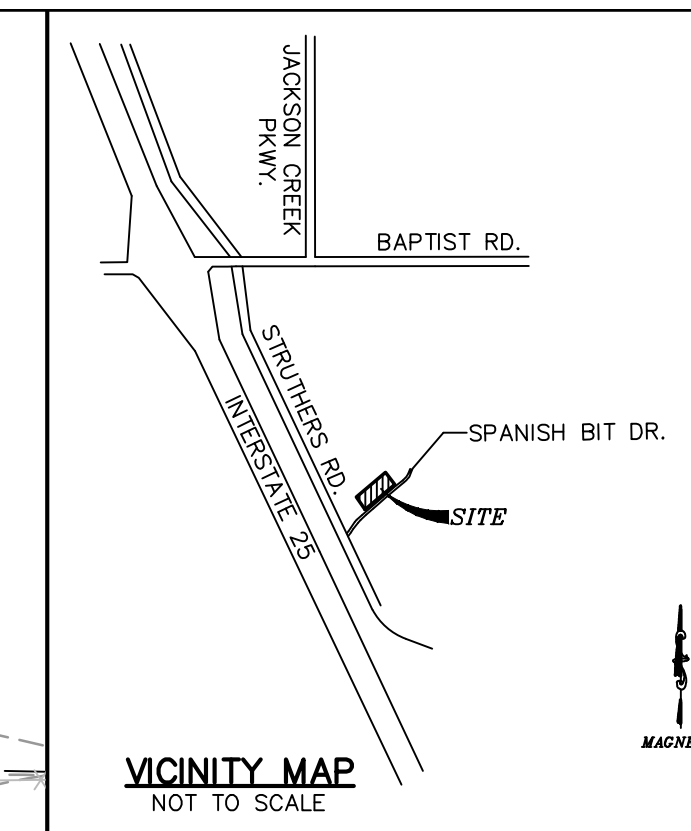 JACKSON CREEK
PKWY.
BAPTIST RD.
STRUTHERS RD.
INTERSTATE 25
SPANISH BIT DR.
SITE
VICINITY MAP
NOT TO SCALE